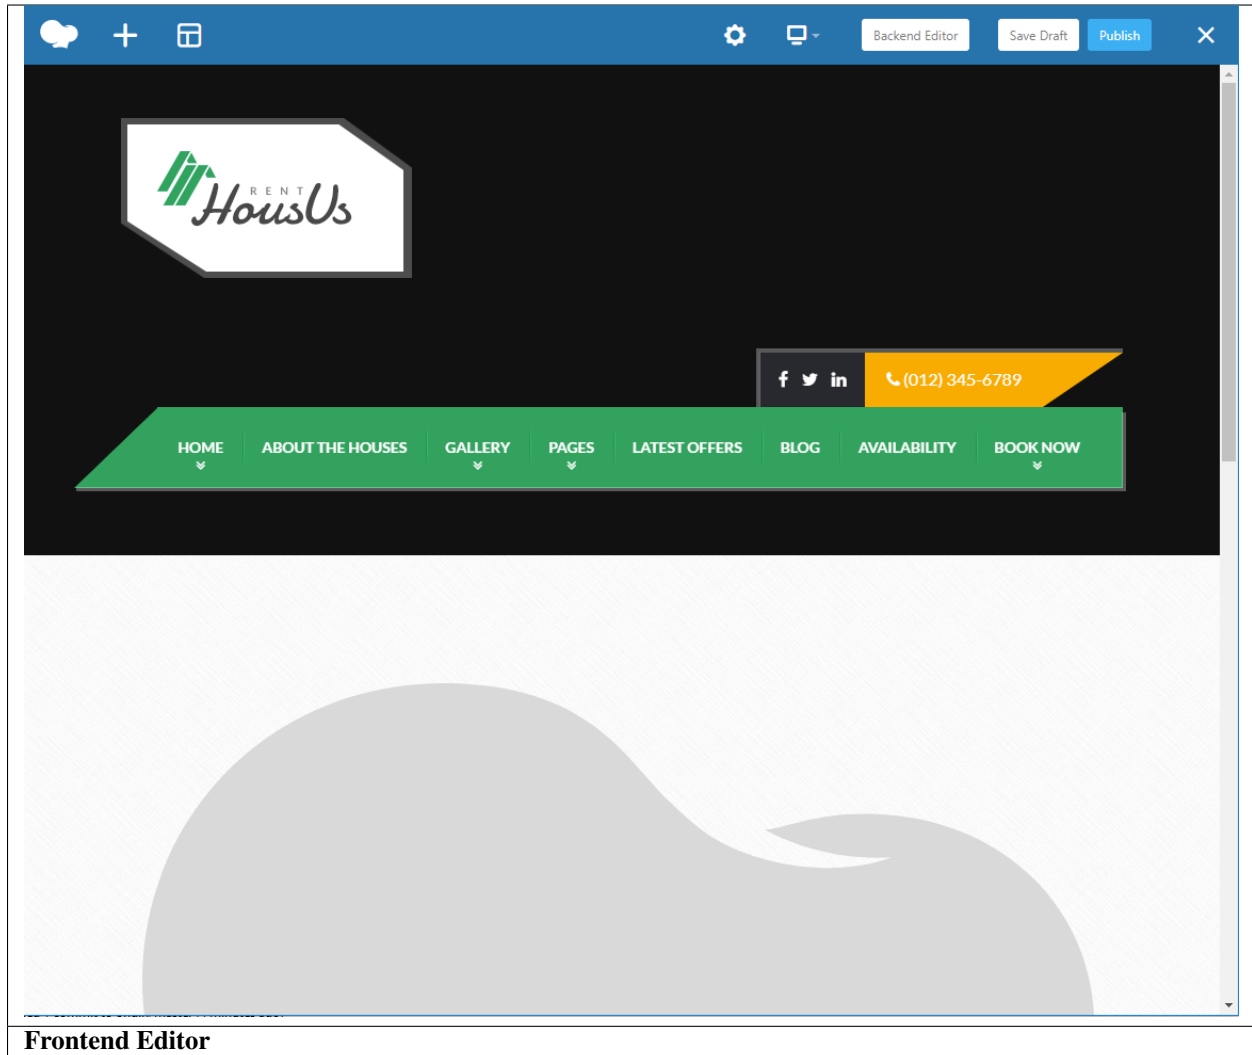 Backend Editor Save Draft Publish
RENT
HousUs
(012) 345-6789
HOME ABOUT THE HOUSES GALLERY PAGES LATEST OFFERS BLOG AVAILABILITY BOOK NOW
Frontend Editor